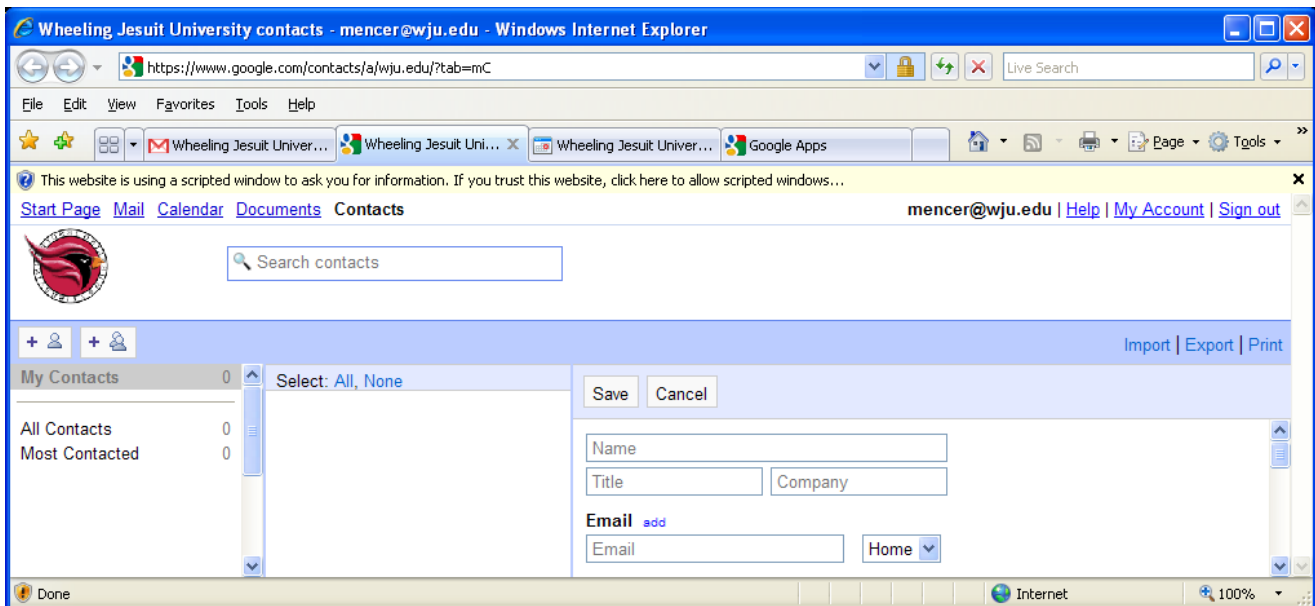 Wheeling Jesuit University contacts - mencer@wju.edu - Windows Internet Explorer
https://www.google.com/contacts/a/wju.edu/?tab=mC
Live Search
File Edit View Favorites Tools Help
Wheeling Jesuit Univer... Wheeling Jesuit Uni... Wheeling Jesuit Univer... Google Apps Page Tools »
This website is using a scripted window to ask you for information. If you trust this website, click here to allow scripted windows...
Start Page Mail Calendar Documents Contacts mencer@wju.edu | Help | My Account | Sign out
Search contacts
Import | Export | Print
My Contacts 0
Select: All, None
Save Cancel
All Contacts 0
Most Contacted 0
Name
Title Company
Email add
Email Home
Done Internet 100%